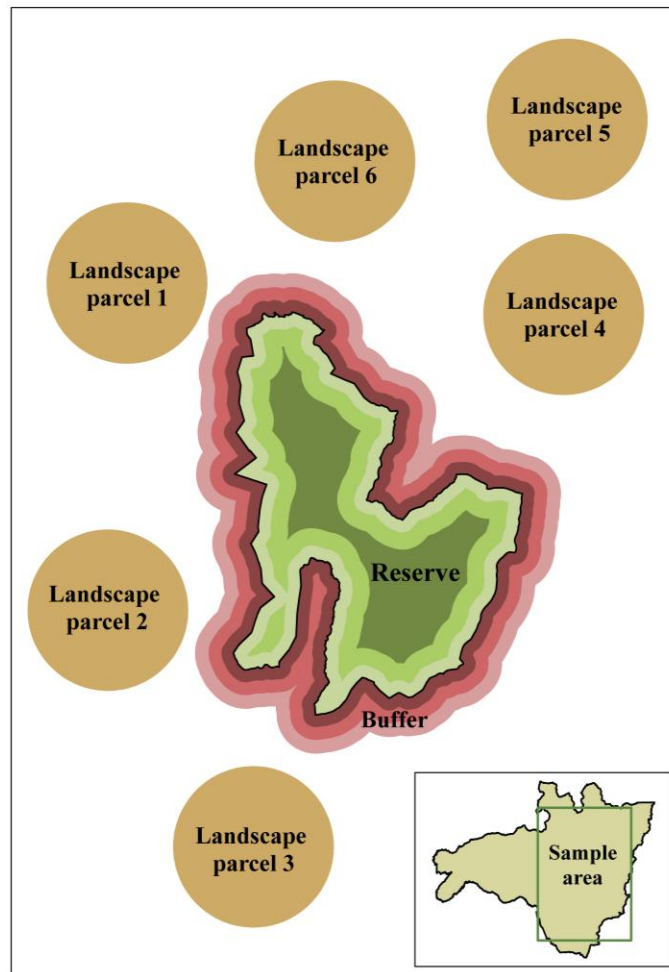 Landscape
parcel 5
Landscape
parcel 6
Landscape
parcel 1
Landscape
parcel 4
Reserve
Landscape
parcel 2
Buffer
Landscape
parcel 3
Sample
area